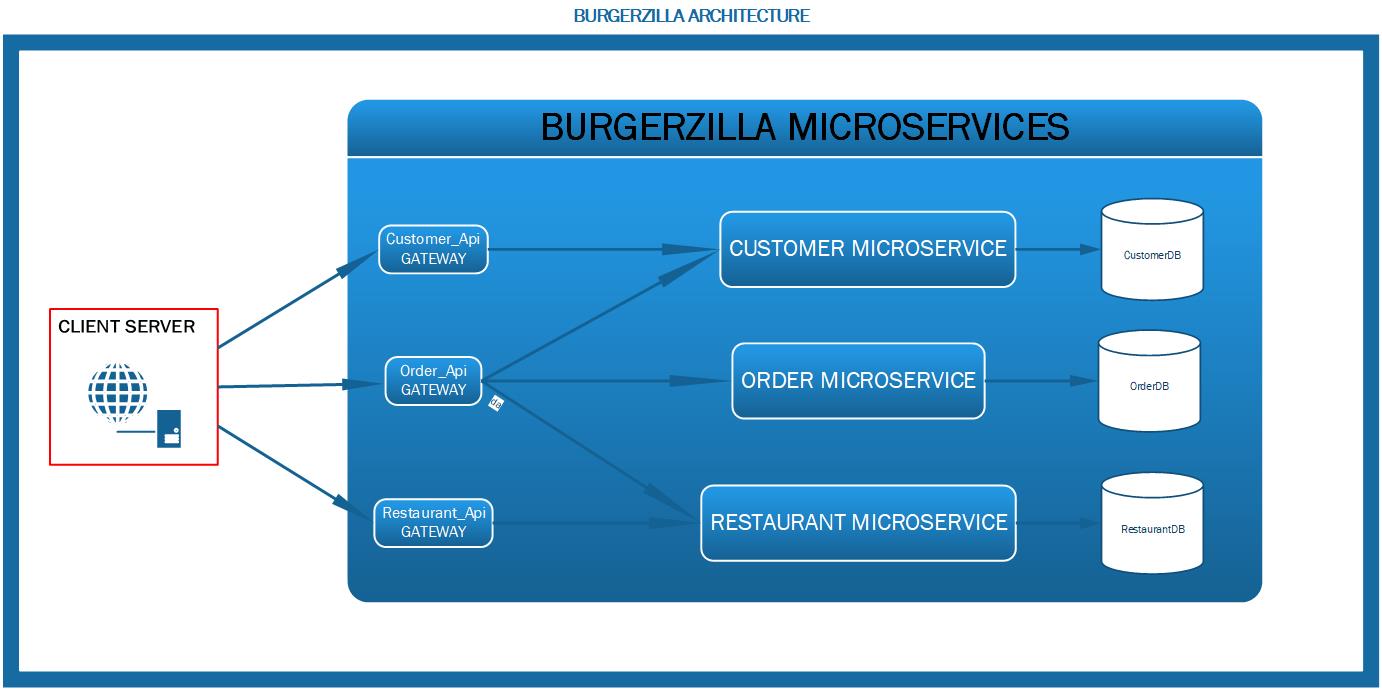 BURGERZILLA ARCHITECTURE
BURGERZILLA MICROSERVICES
Customer_Api
GATEWAY
CUSTOMER MICROSERVICE
CustomerDB
CLIENT SERVER
Order_Api
GATEWAY
da
ORDER MICROSERVICE
OrderDB
Restaurant_Api
GATEWAY
RESTAURANT MICROSERVICE
RestaurantDB